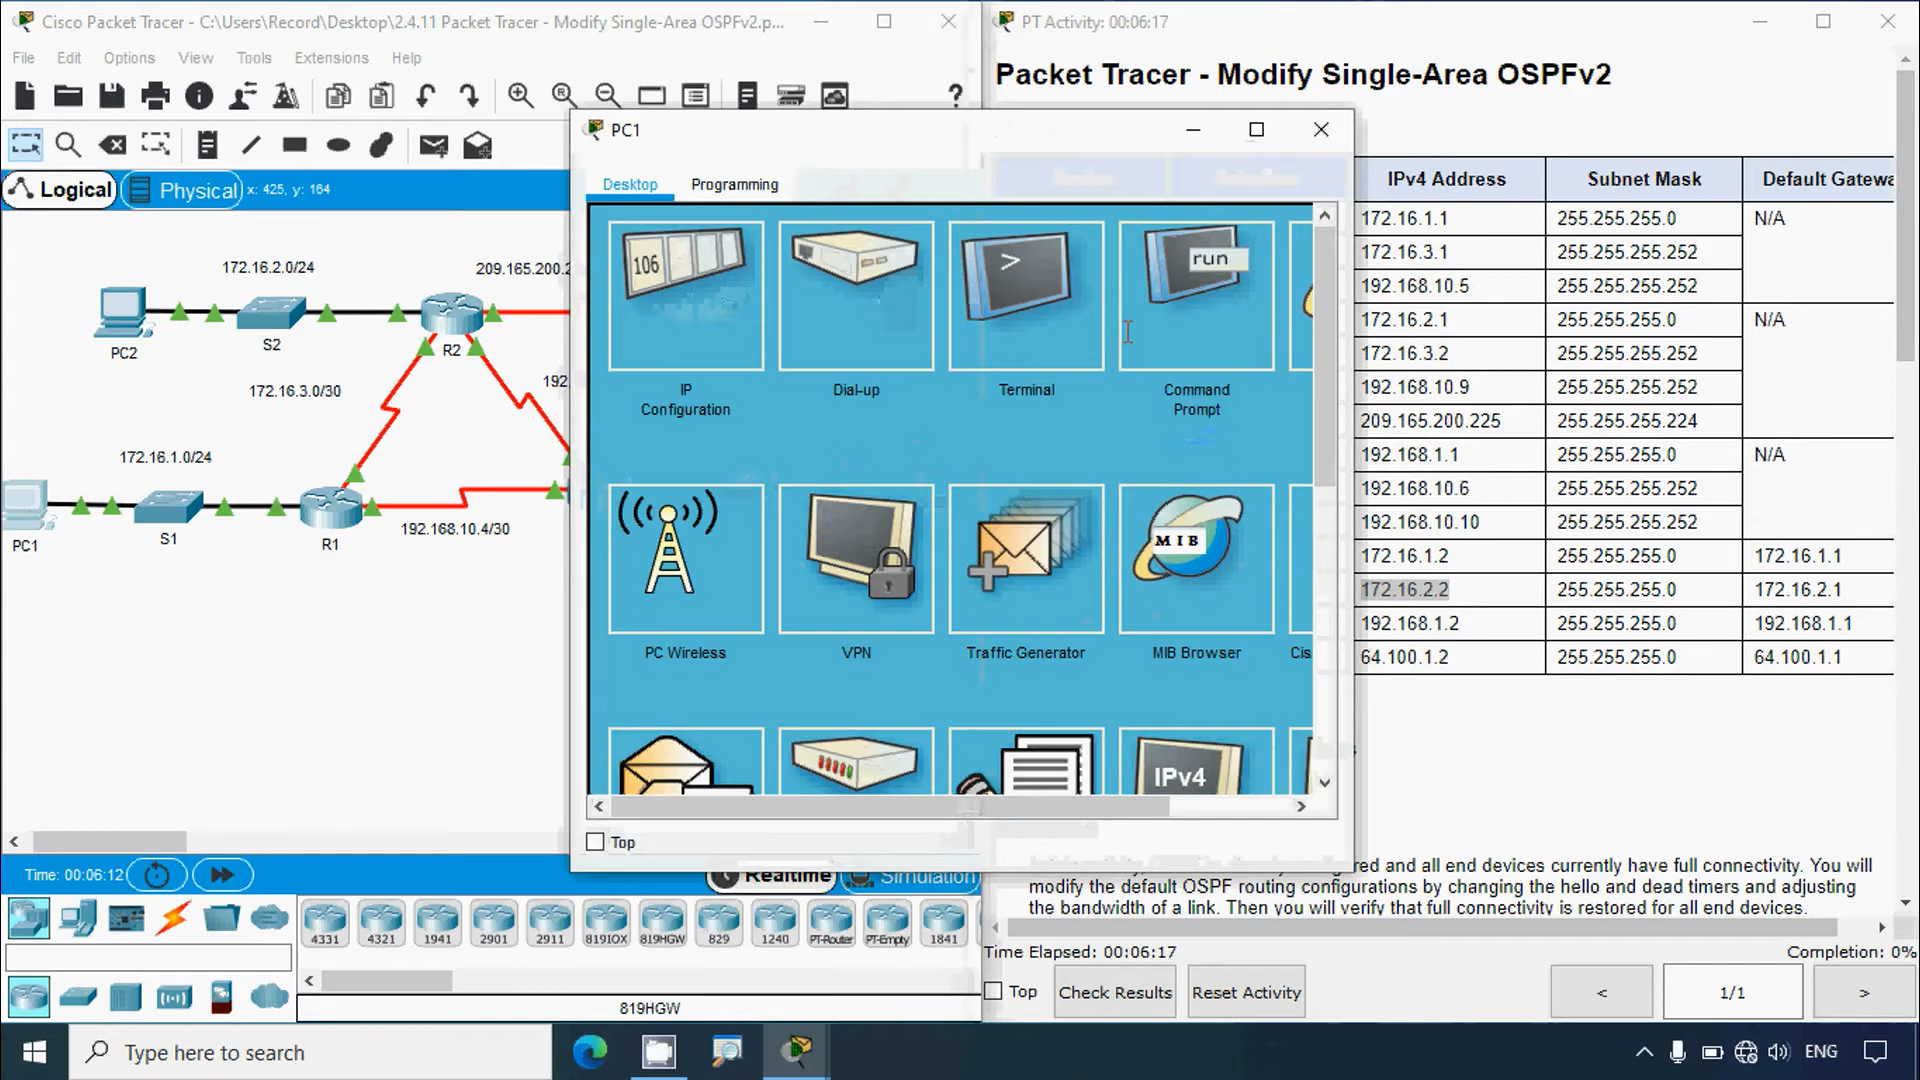 Cisco Packet Tracer - C:\Users\Record\Desktop\2.4.11 Packet Tracer - Modify Single-Area OSPFv2.p...
File Edit Options View Tools Extensions Help
?
Logical Physical x: 425, y: 164
172.16.2.0/24
209.165.200.2
PC2
S2
R2
172.16.3.0/30
192
172.16.1.0/24
192.168.10.4/30
PC1
S1
R1
PC1
Desktop Programming
106
>
run
IP
Configuration
Dial-up
Terminal
Command
Prompt
MIB
PC Wireless
VPN
Traffic Generator
MIB Browser
Cis
IPv4
Top
Time: 00:06:12
Realtime
Simulation
4331 4321 1941 2901 2911 819IOX 819HGW 829 1240 PT-Router PT-Empty 1841
819HGW
PT Activity: 00:06:17
Packet Tracer - Modify Single-Area OSPFv2
IPv4 Address Subnet Mask Default Gatewa
172.16.1.1 255.255.255.0 N/A
172.16.3.1 255.255.255.252
192.168.10.5 255.255.255.252
172.16.2.1 255.255.255.0 N/A
172.16.3.2 255.255.255.252
192.168.10.9 255.255.255.252
209.165.200.225 255.255.255.224
192.168.1.1 255.255.255.0 N/A
192.168.10.6 255.255.255.252
192.168.10.10 255.255.255.252
172.16.1.2 255.255.255.0 172.16.1.1
172.16.2.2 255.255.255.0 172.16.2.1
192.168.1.2 255.255.255.0 192.168.1.1
64.100.1.2 255.255.255.0 64.100.1.1
red and all end devices currently have full connectivity. You will
modify the default OSPF routing configurations by changing the hello and dead timers and adjusting
the bandwidth of a link. Then you will verify that full connectivity is restored for all end devices.
Time Elapsed: 00:06:17 Completion: 0%
Top Check Results Reset Activity < 1/1 >
Type here to search
ENG